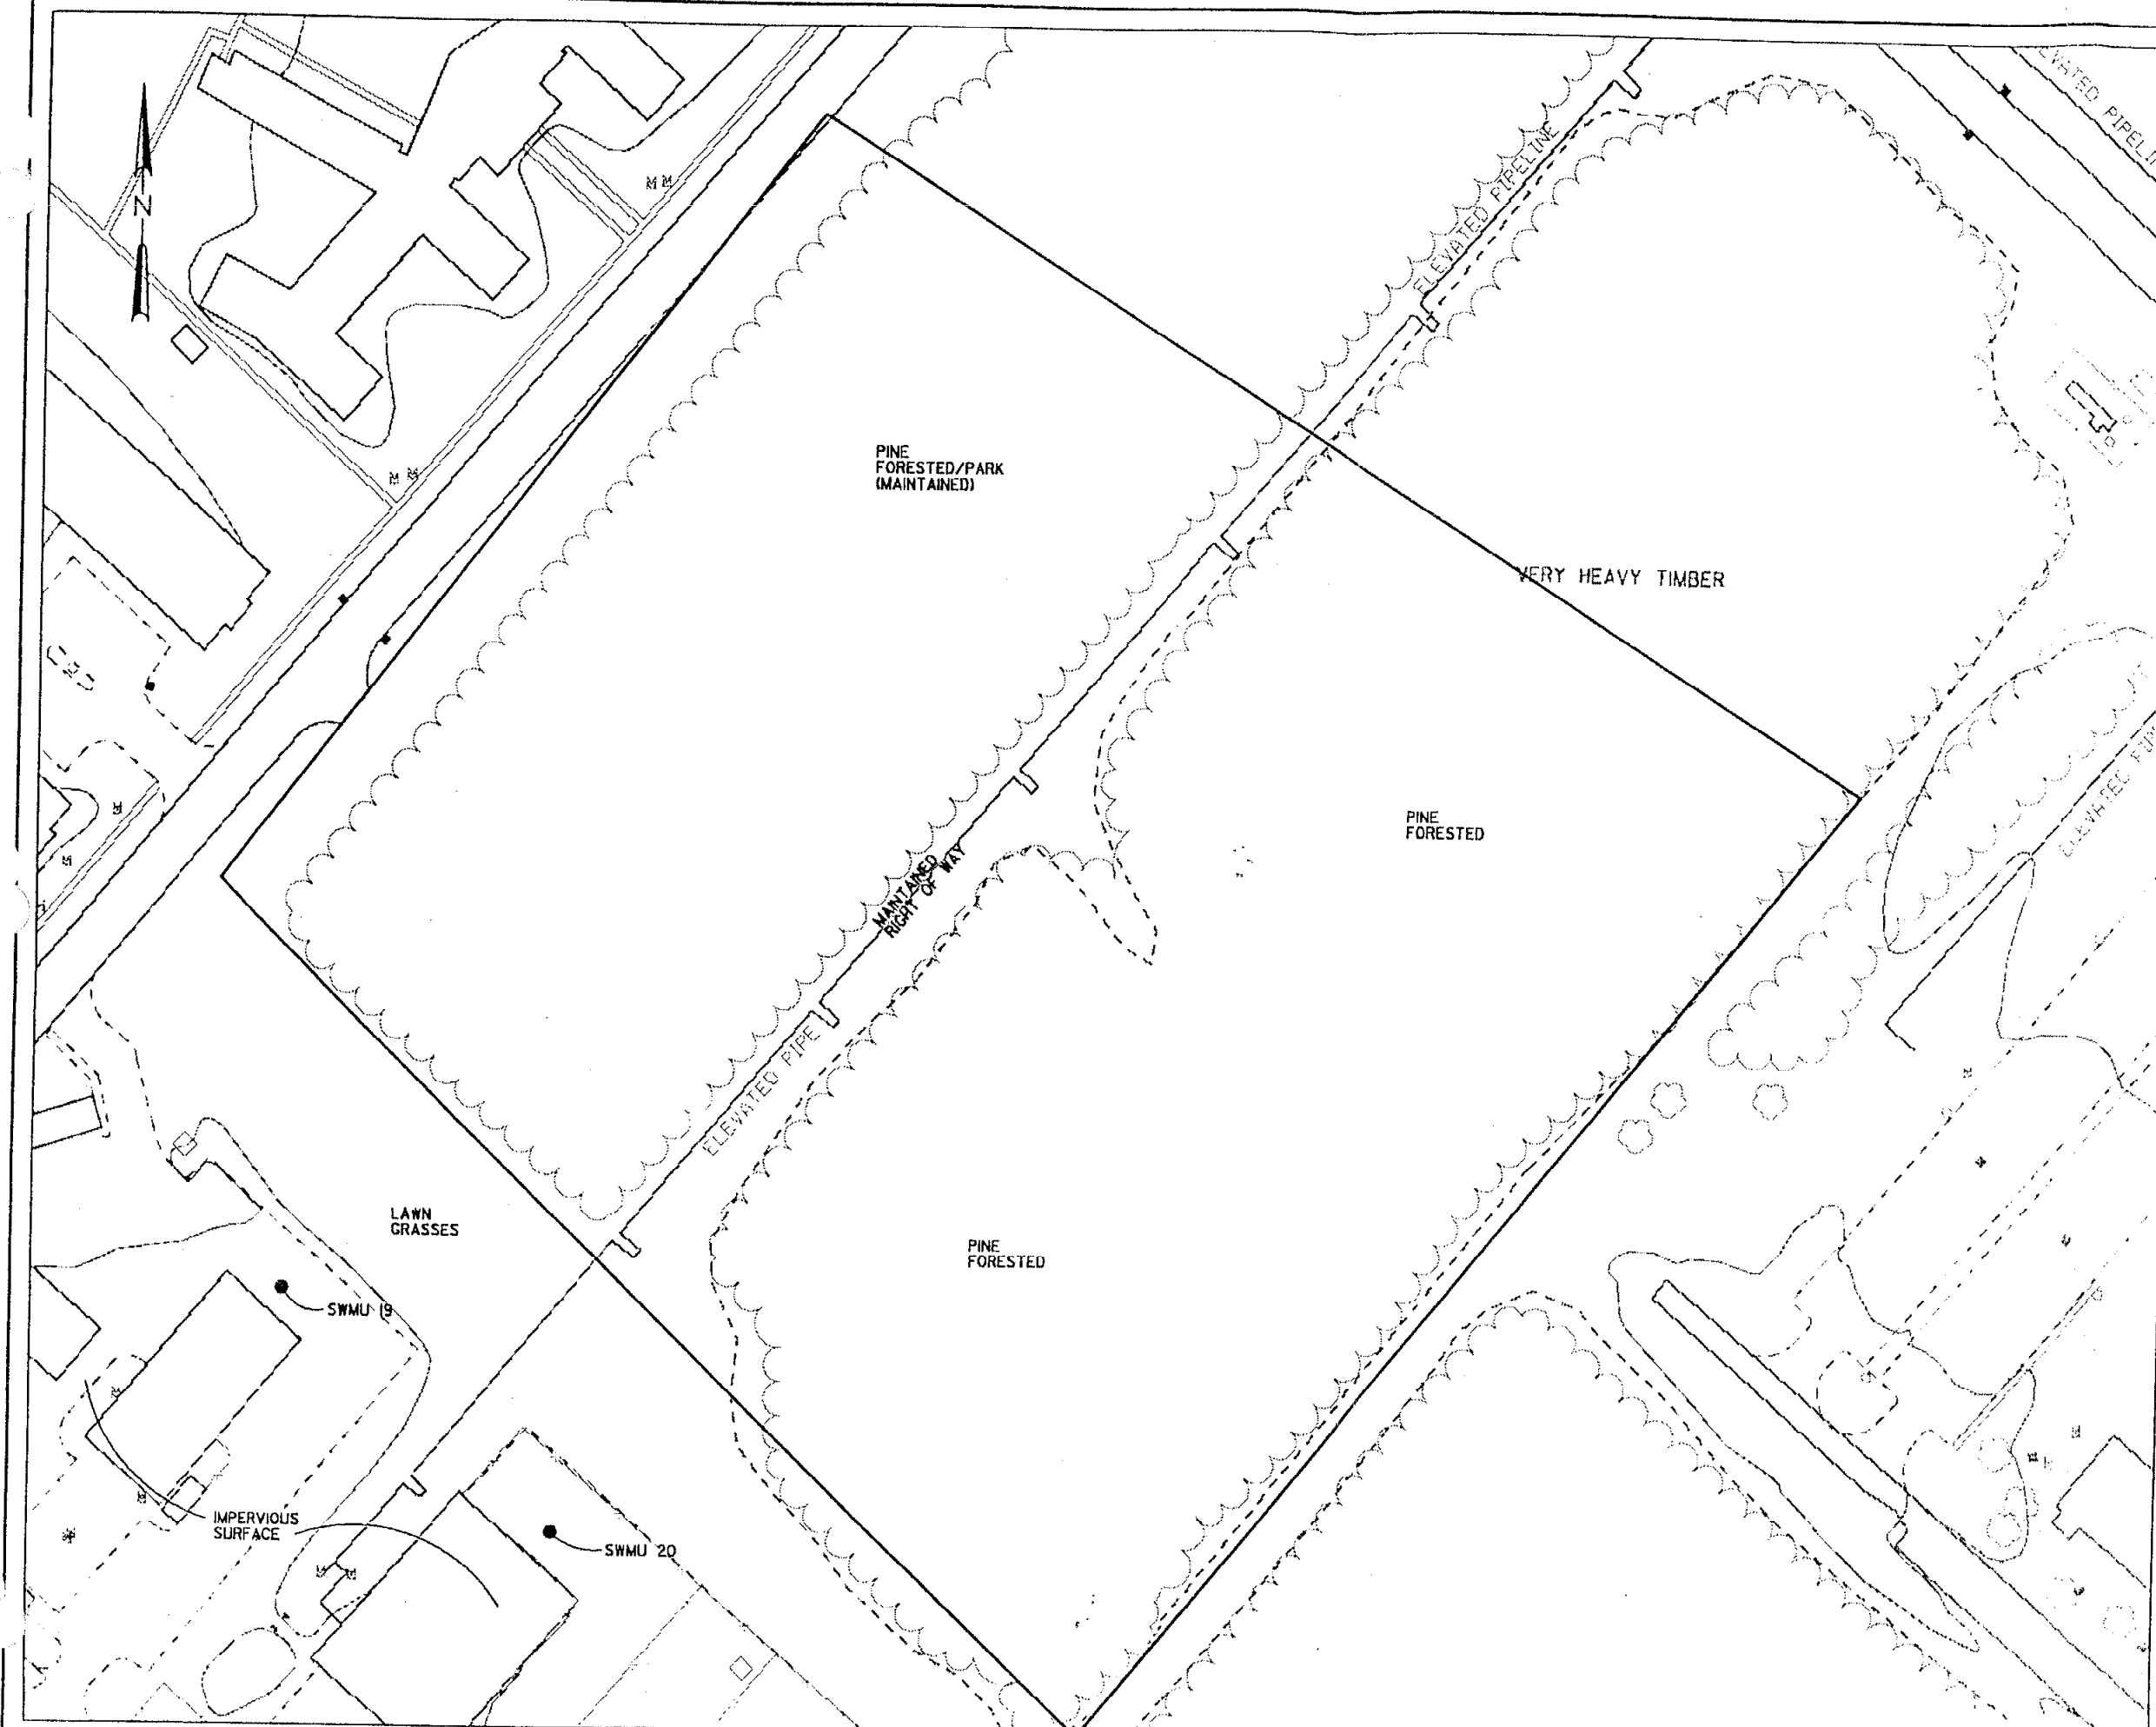 N
ELEVATED PIPELINE
PINE
FORESTED/PARK
(MAINTAINED)
VERY HEAVY TIMBER
PINE
FORESTED
MAINTAINED
RIGHT OF WAY
ELEVATED PIPE
LAWN
GRASSES
PINE
FORESTED
SWMU 19
IMPERVIOUS
SURFACE
SWMU 20